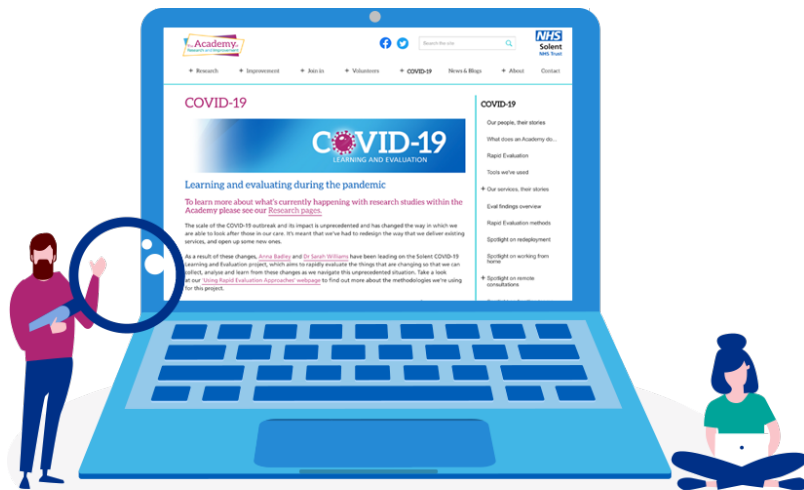 Academy
Research and Improvement
Search the site
NHS
Solent
NHS Trust
+ Research + Improvement + Join in + Volunteers + COVID-19 News & Blogs + About Contact
COVID-19
COVID-19
LEARNING AND EVALUATION
Learning and evaluating during the pandemic
To learn more about what's currently happening with research studies within the
Academy please see our Research pages.
The scale of the COVID-19 outbreak and its impact is unprecedented and has changed the way in which we
are able to look after those in our care. It's meant that we've had to redesign the way that we deliver existing
services, and open up some new ones.
As a result of these changes, Anna Badley and Dr Sarah Williams have been leading on the Solent COVID-19
Learning and Evaluation project, which aims to rapidly evaluate the things that are changing so that we can
collect, analyse and learn from these changes as we navigate this unprecedented situation. Take a look
at our 'Using Rapid Evaluation Approaches' webpage to find out more about the methodologies we're using
for this project.
COVID-19
Our people, their stories
What does an Academy do...
Rapid Evaluation
Tools we've used
+ Our services, their stories
Eval findings overview
Rapid Evaluation methods
Spotlight on redeployment
Spotlight on working from
home
+ Spotlight on remote
consultations